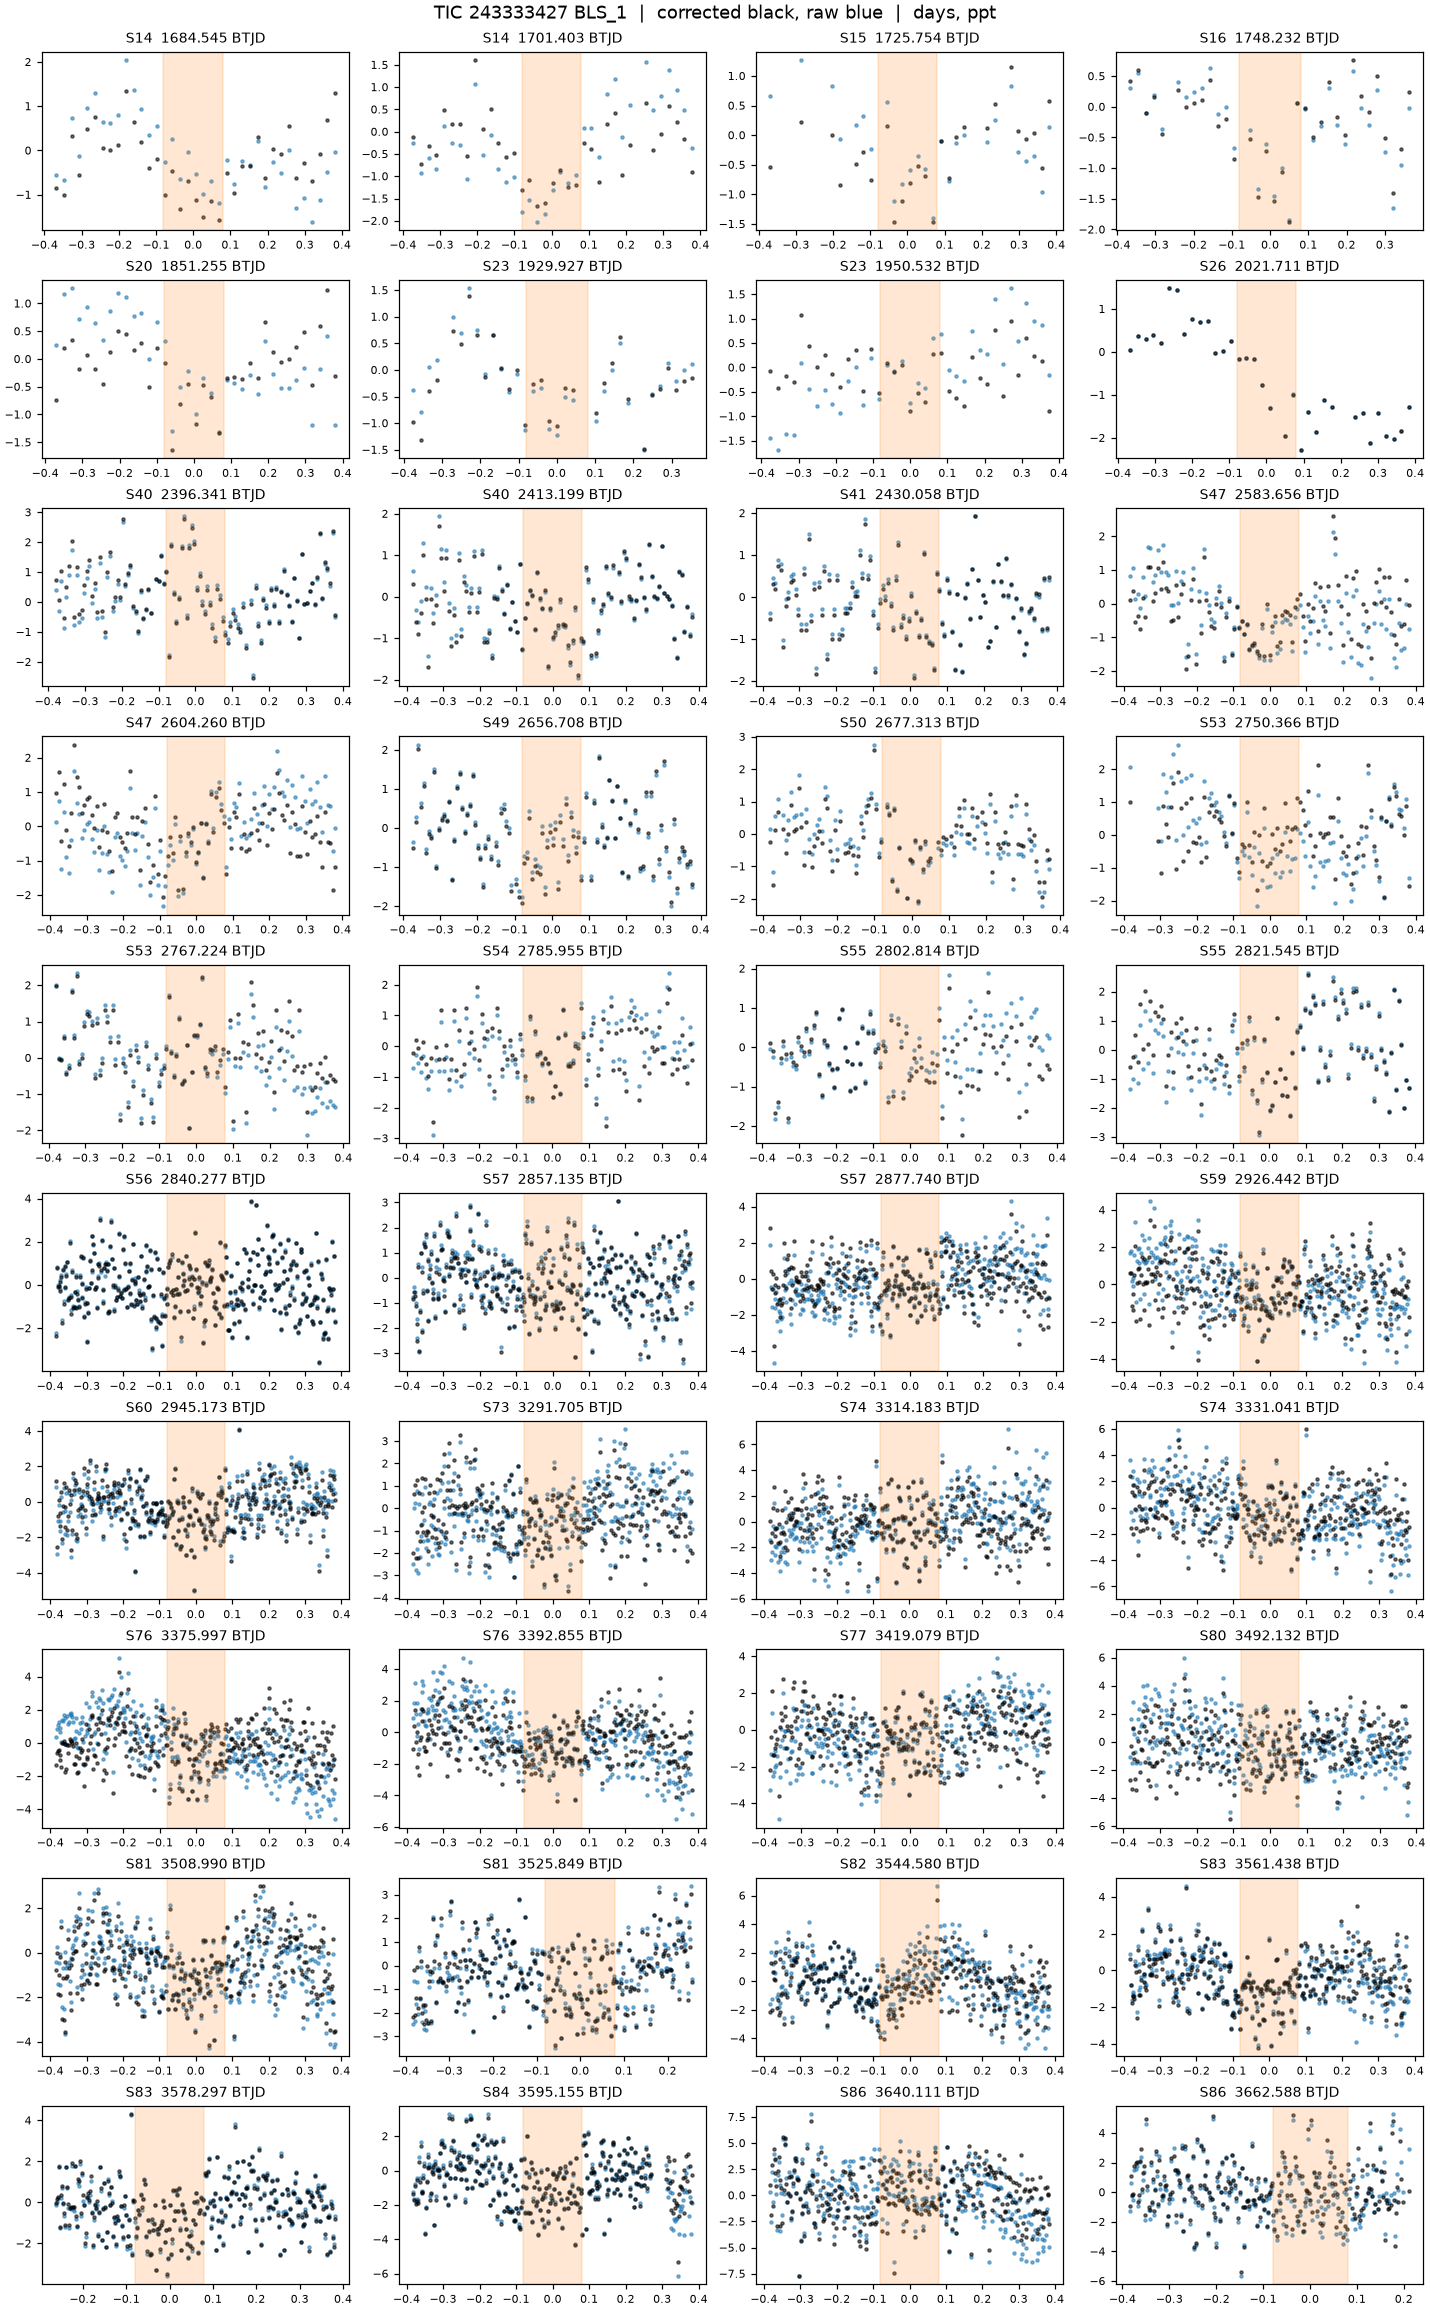 TIC 243333427 BLS_1 | corrected black, raw blue | days, ppt
S14 1684.545 BTJD
S14 1701.403 BTJD
S15 1725.754 BTJD
S16 1748.232 BTJD
S20 1851.255 BTJD
S23 1929.927 BTJD
S23 1950.532 BTJD
S26 2021.711 BTJD
S40 2396.341 BTJD
S40 2413.199 BTJD
S41 2430.058 BTJD
S47 2583.656 BTJD
S47 2604.260 BTJD
S49 2656.708 BTJD
S50 2677.313 BTJD
S53 2750.366 BTJD
S53 2767.224 BTJD
S54 2785.955 BTJD
S55 2802.814 BTJD
S55 2821.545 BTJD
S56 2840.277 BTJD
S57 2857.135 BTJD
S57 2877.740 BTJD
S59 2926.442 BTJD
S60 2945.173 BTJD
S73 3291.705 BTJD
S74 3314.183 BTJD
S74 3331.041 BTJD
S76 3375.997 BTJD
S76 3392.855 BTJD
S77 3419.079 BTJD
S80 3492.132 BTJD
S81 3508.990 BTJD
S81 3525.849 BTJD
S82 3544.580 BTJD
S83 3561.438 BTJD
S83 3578.297 BTJD
S84 3595.155 BTJD
S86 3640.111 BTJD
S86 3662.588 BTJD